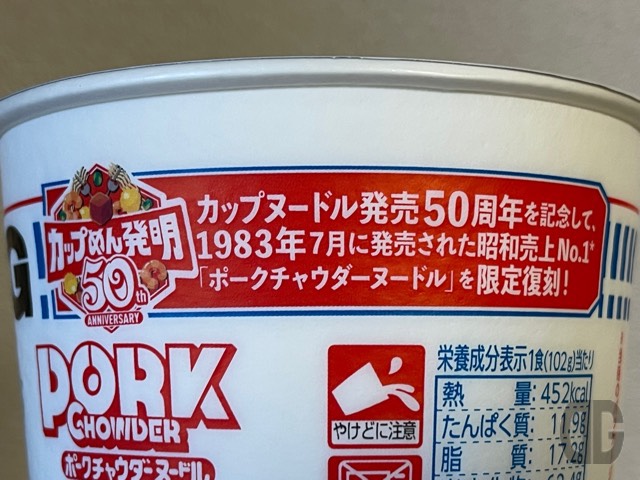 カップヌードル発売50周年を記念して、
1983年7月に発売された昭和売上No.1*
「ポークチャウダーヌードル」を限定復刻!
カップめん発明
50th
ANNIVERSARY
G
PORK
CHOWDER
ポークチャウダーヌードル
やけどに注意
栄養成分表示1食(102g)当たり
熱量:452kcal
たんぱく質:11.9g
脂質:17.2g